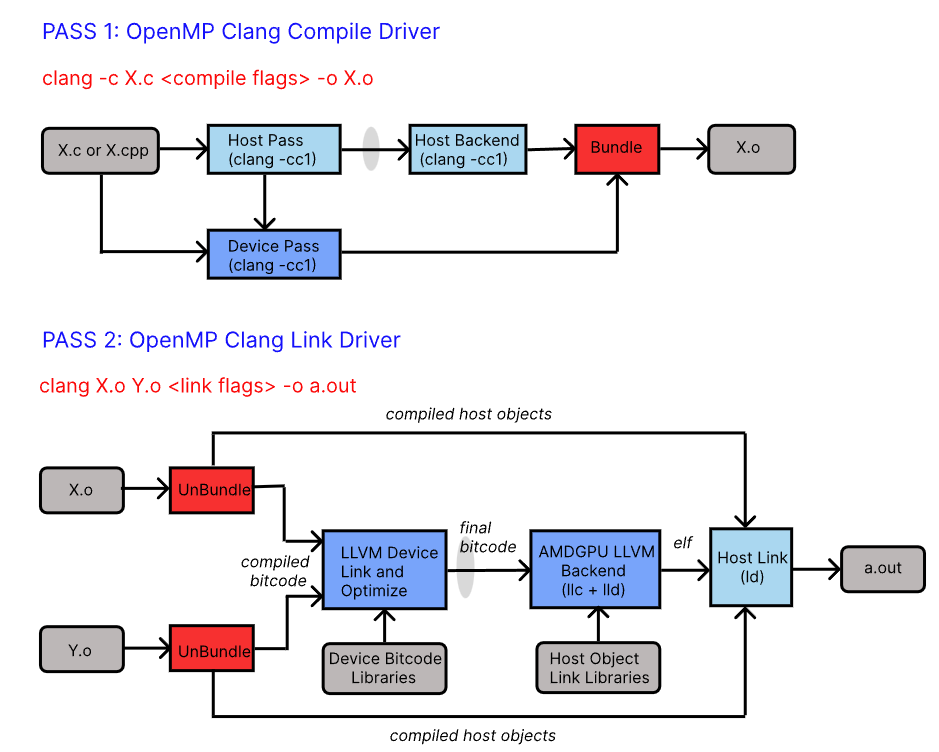 PASS 1: OpenMP Clang Compile Driver
clang -c X.c <compile flags> -o X.o
X.c or X.cpp
Host Pass
(clang -cc1)
Host Backend
(clang -cc1)
Bundle
X.o
Device Pass
(clang -cc1)
PASS 2: OpenMP Clang Link Driver
clang X.o Y.o <link flags> -o a.out
compiled host objects
X.o
UnBundle
compiled
bitcode
LLVM Device
Link and
Optimize
final
bitcode
AMDGPU LLVM
Backend
(llc + lld)
elf
Host Link
(ld)
a.out
Y.o
UnBundle
Device Bitcode
Libraries
Host Object
Link Libraries
compiled host objects